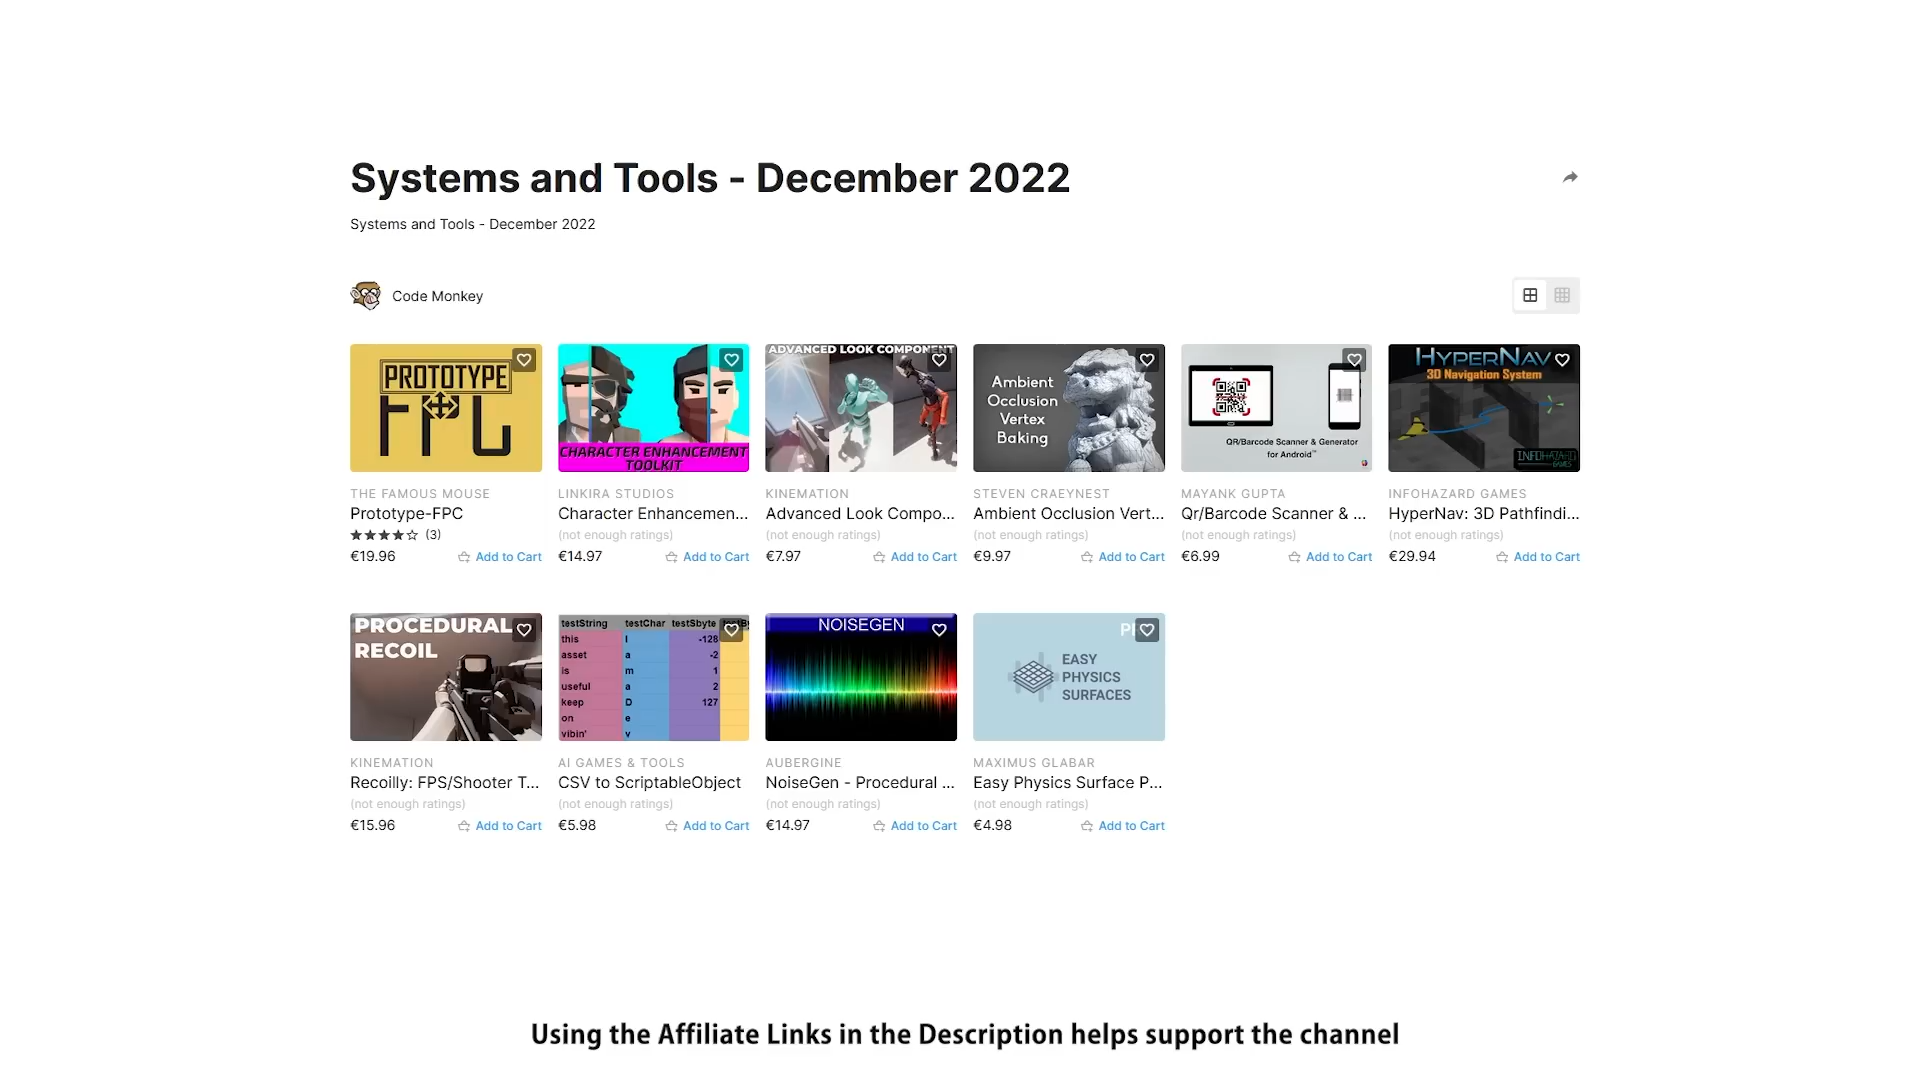 Systems and Tools - December 2022
Systems and Tools - December 2022
Code Monkey
PROTOTYPE
FPC
THE FAMOUS MOUSE
Prototype-FPC
(3)
€19.96 Add to Cart
CHARACTER ENHANCEMENT
TOOLKIT
LINKIRA STUDIOS
Character Enhancemen...
(not enough ratings)
€14.97 Add to Cart
ADVANCED LOOK COMPONENT
KINEMATION
Advanced Look Compo...
(not enough ratings)
€7.97 Add to Cart
Ambient
Occlusion
Vertex
Baking
STEVEN CRAEYNEST
Ambient Occlusion Vert...
(not enough ratings)
€9.97 Add to Cart
QR/Barcode Scanner & Generator
for Android™
MAYANK GUPTA
Qr/Barcode Scanner & ...
(not enough ratings)
€6.99 Add to Cart
HYPERNAV
3D Navigation System
INFOHAZARD
GAMES
INFOHAZARD GAMES
HyperNav: 3D Pathfindi...
(not enough ratings)
€29.94 Add to Cart
PROCEDURAL
RECOIL
KINEMATION
Recoilly: FPS/Shooter T...
(not enough ratings)
€15.96 Add to Cart
testString testChar testSbyte
this I -128
asset a -2
is m 1
useful a 2
keep D 127
on e
vibin' v
AI GAMES & TOOLS
CSV to ScriptableObject
(not enough ratings)
€5.98 Add to Cart
NOISEGEN
AUBERGINE
NoiseGen - Procedural ...
(not enough ratings)
€14.97 Add to Cart
EASY
PHYSICS
SURFACES
MAXIMUS GLABAR
Easy Physics Surface P...
(not enough ratings)
€4.98 Add to Cart
Using the Affiliate Links in the Description helps support the channel